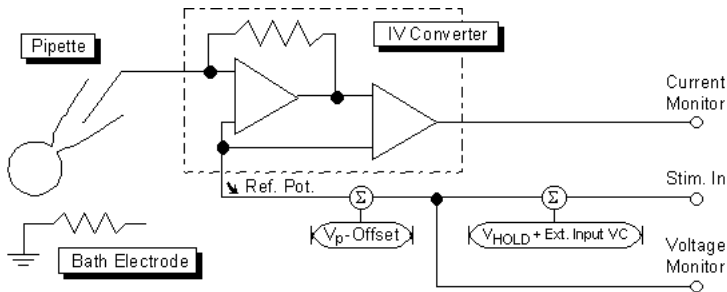 Pipette
IV Converter
Current
Monitor
Ref. Pot.
Stim. In
Σ
Σ
Vp-Offset
VHOLD + Ext. Input VC
Voltage
Monitor
Bath Electrode